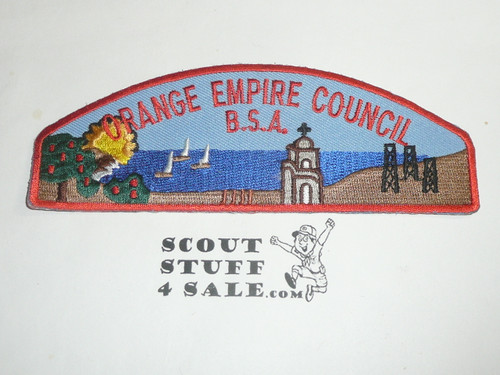 ORANGE EMPIRE COUNCIL
B.S.A.
SCOUT
STUFF
4 SALE.COM